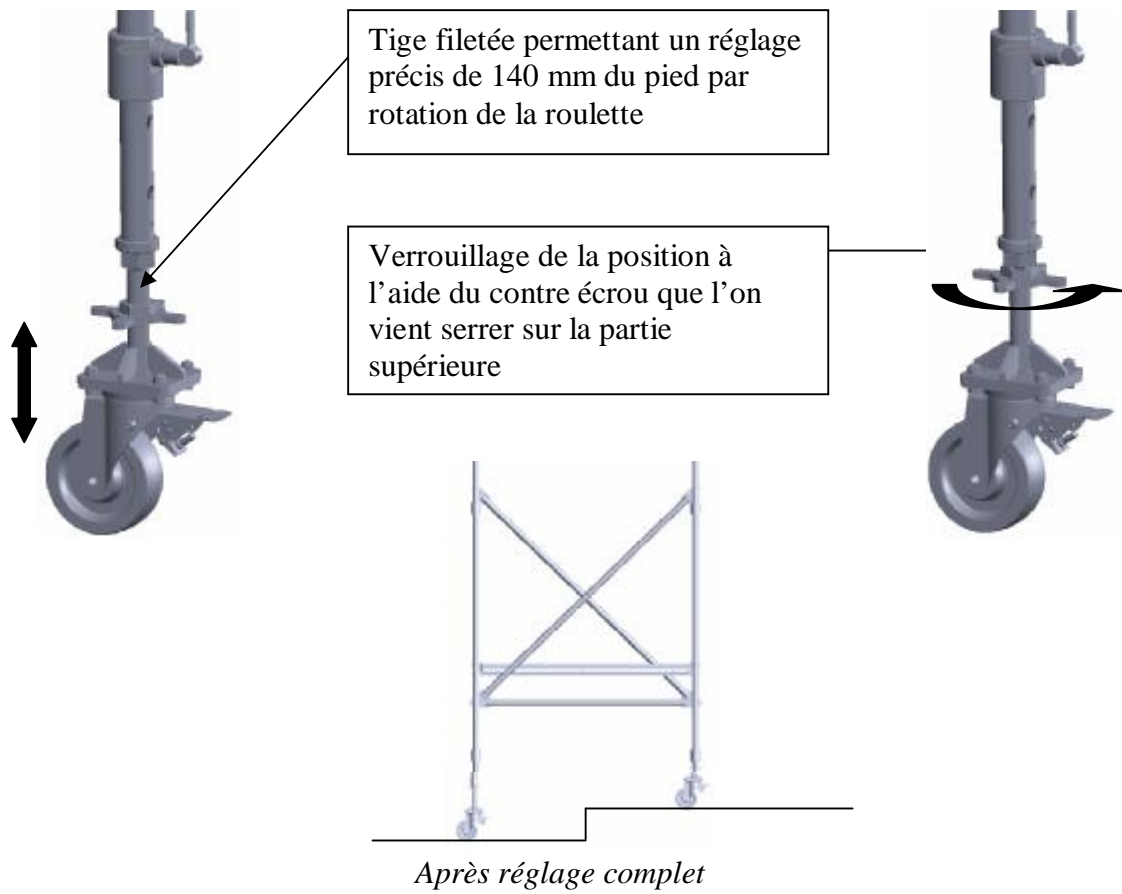 Tige filetée permettant un réglage
précis de 140 mm du pied par
rotation de la roulette
Verrouillage de la position à
l'aide du contre écrou que l'on
vient serrer sur la partie
supérieure
Après réglage complet